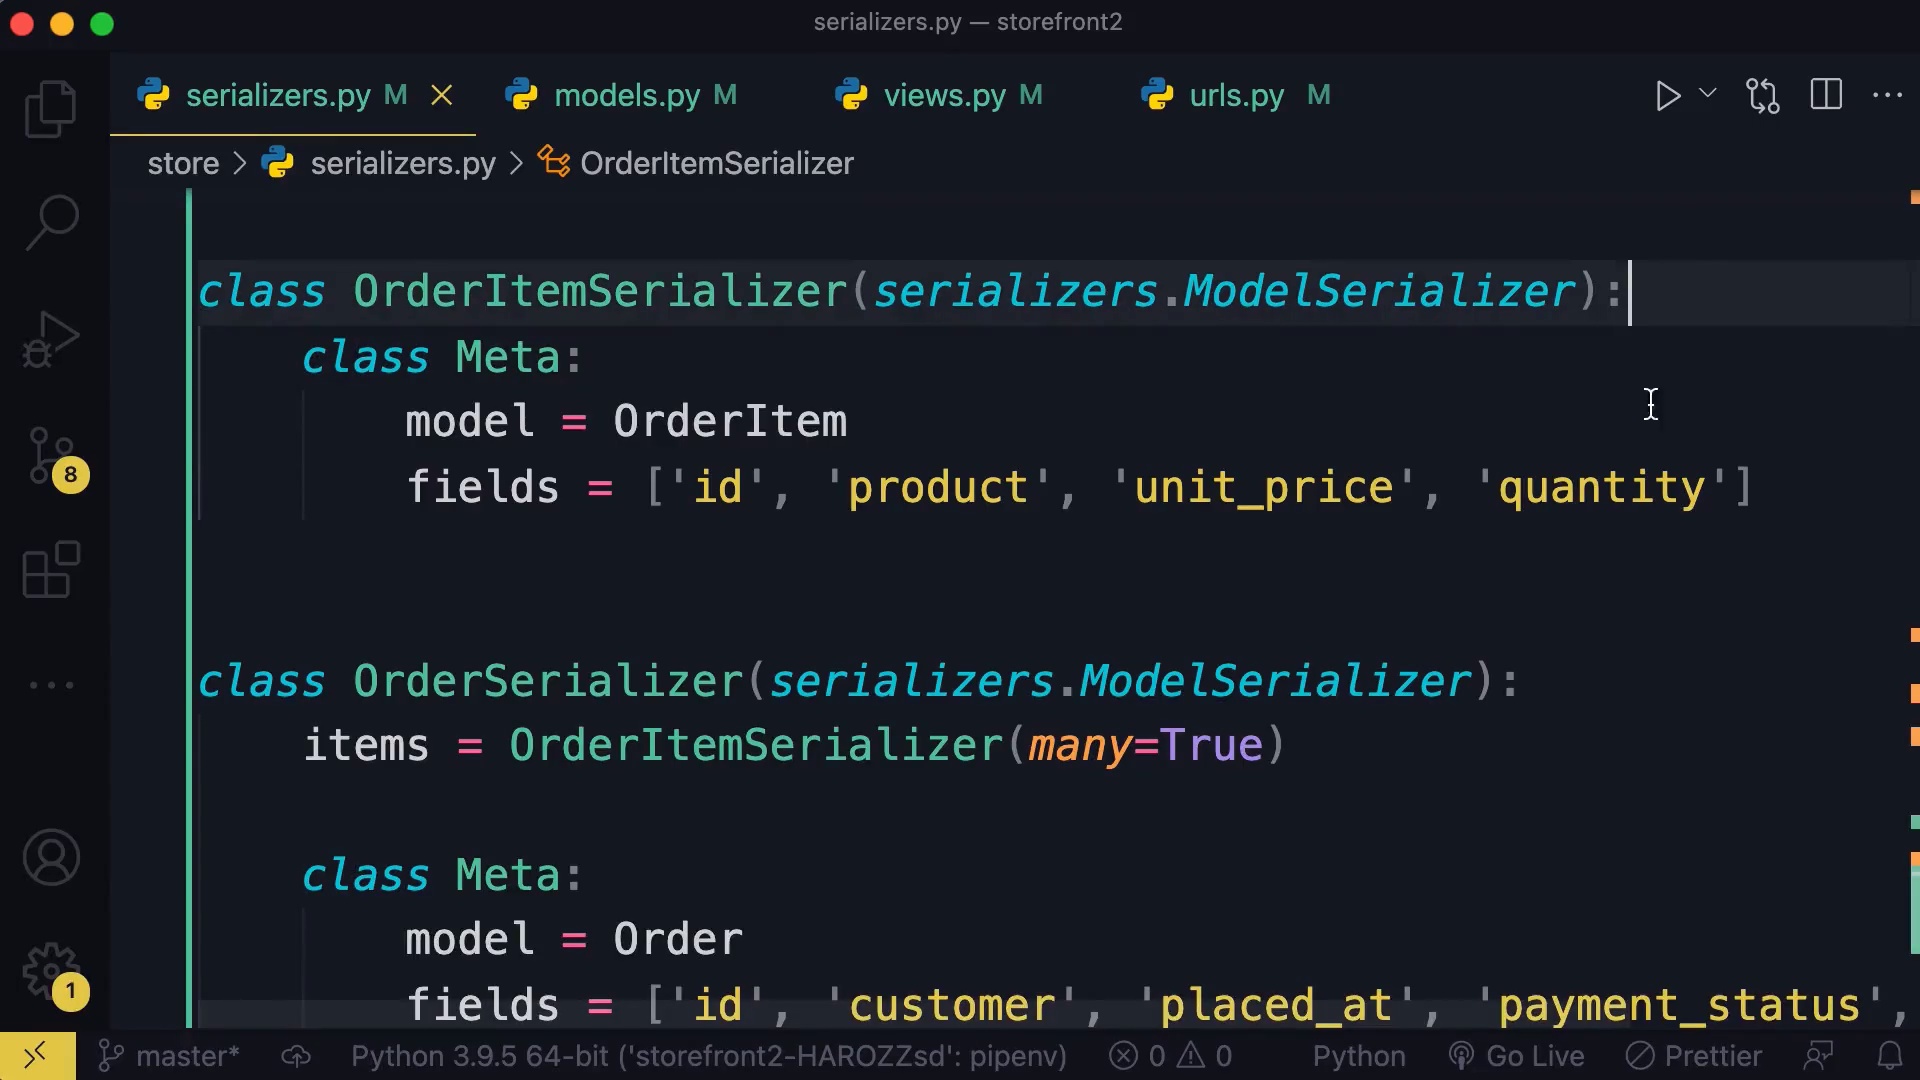 serializers.py — storefront2
serializers.py M models.py M views.py M urls.py M
store > serializers.py > OrderItemSerializer
class OrderItemSerializer(serializers.ModelSerializer):
class Meta:
model = OrderItem
fields = ['id', 'product', 'unit_price', 'quantity']
class OrderSerializer(serializers.ModelSerializer):
items = OrderItemSerializer(many=True)
class Meta:
model = Order
fields = ['id', 'customer', 'placed_at', 'payment_status',
8
1
master* Python 3.9.5 64-bit ('storefront2-HAROZZsd': pipenv) 0 0 Python Go Live Prettier